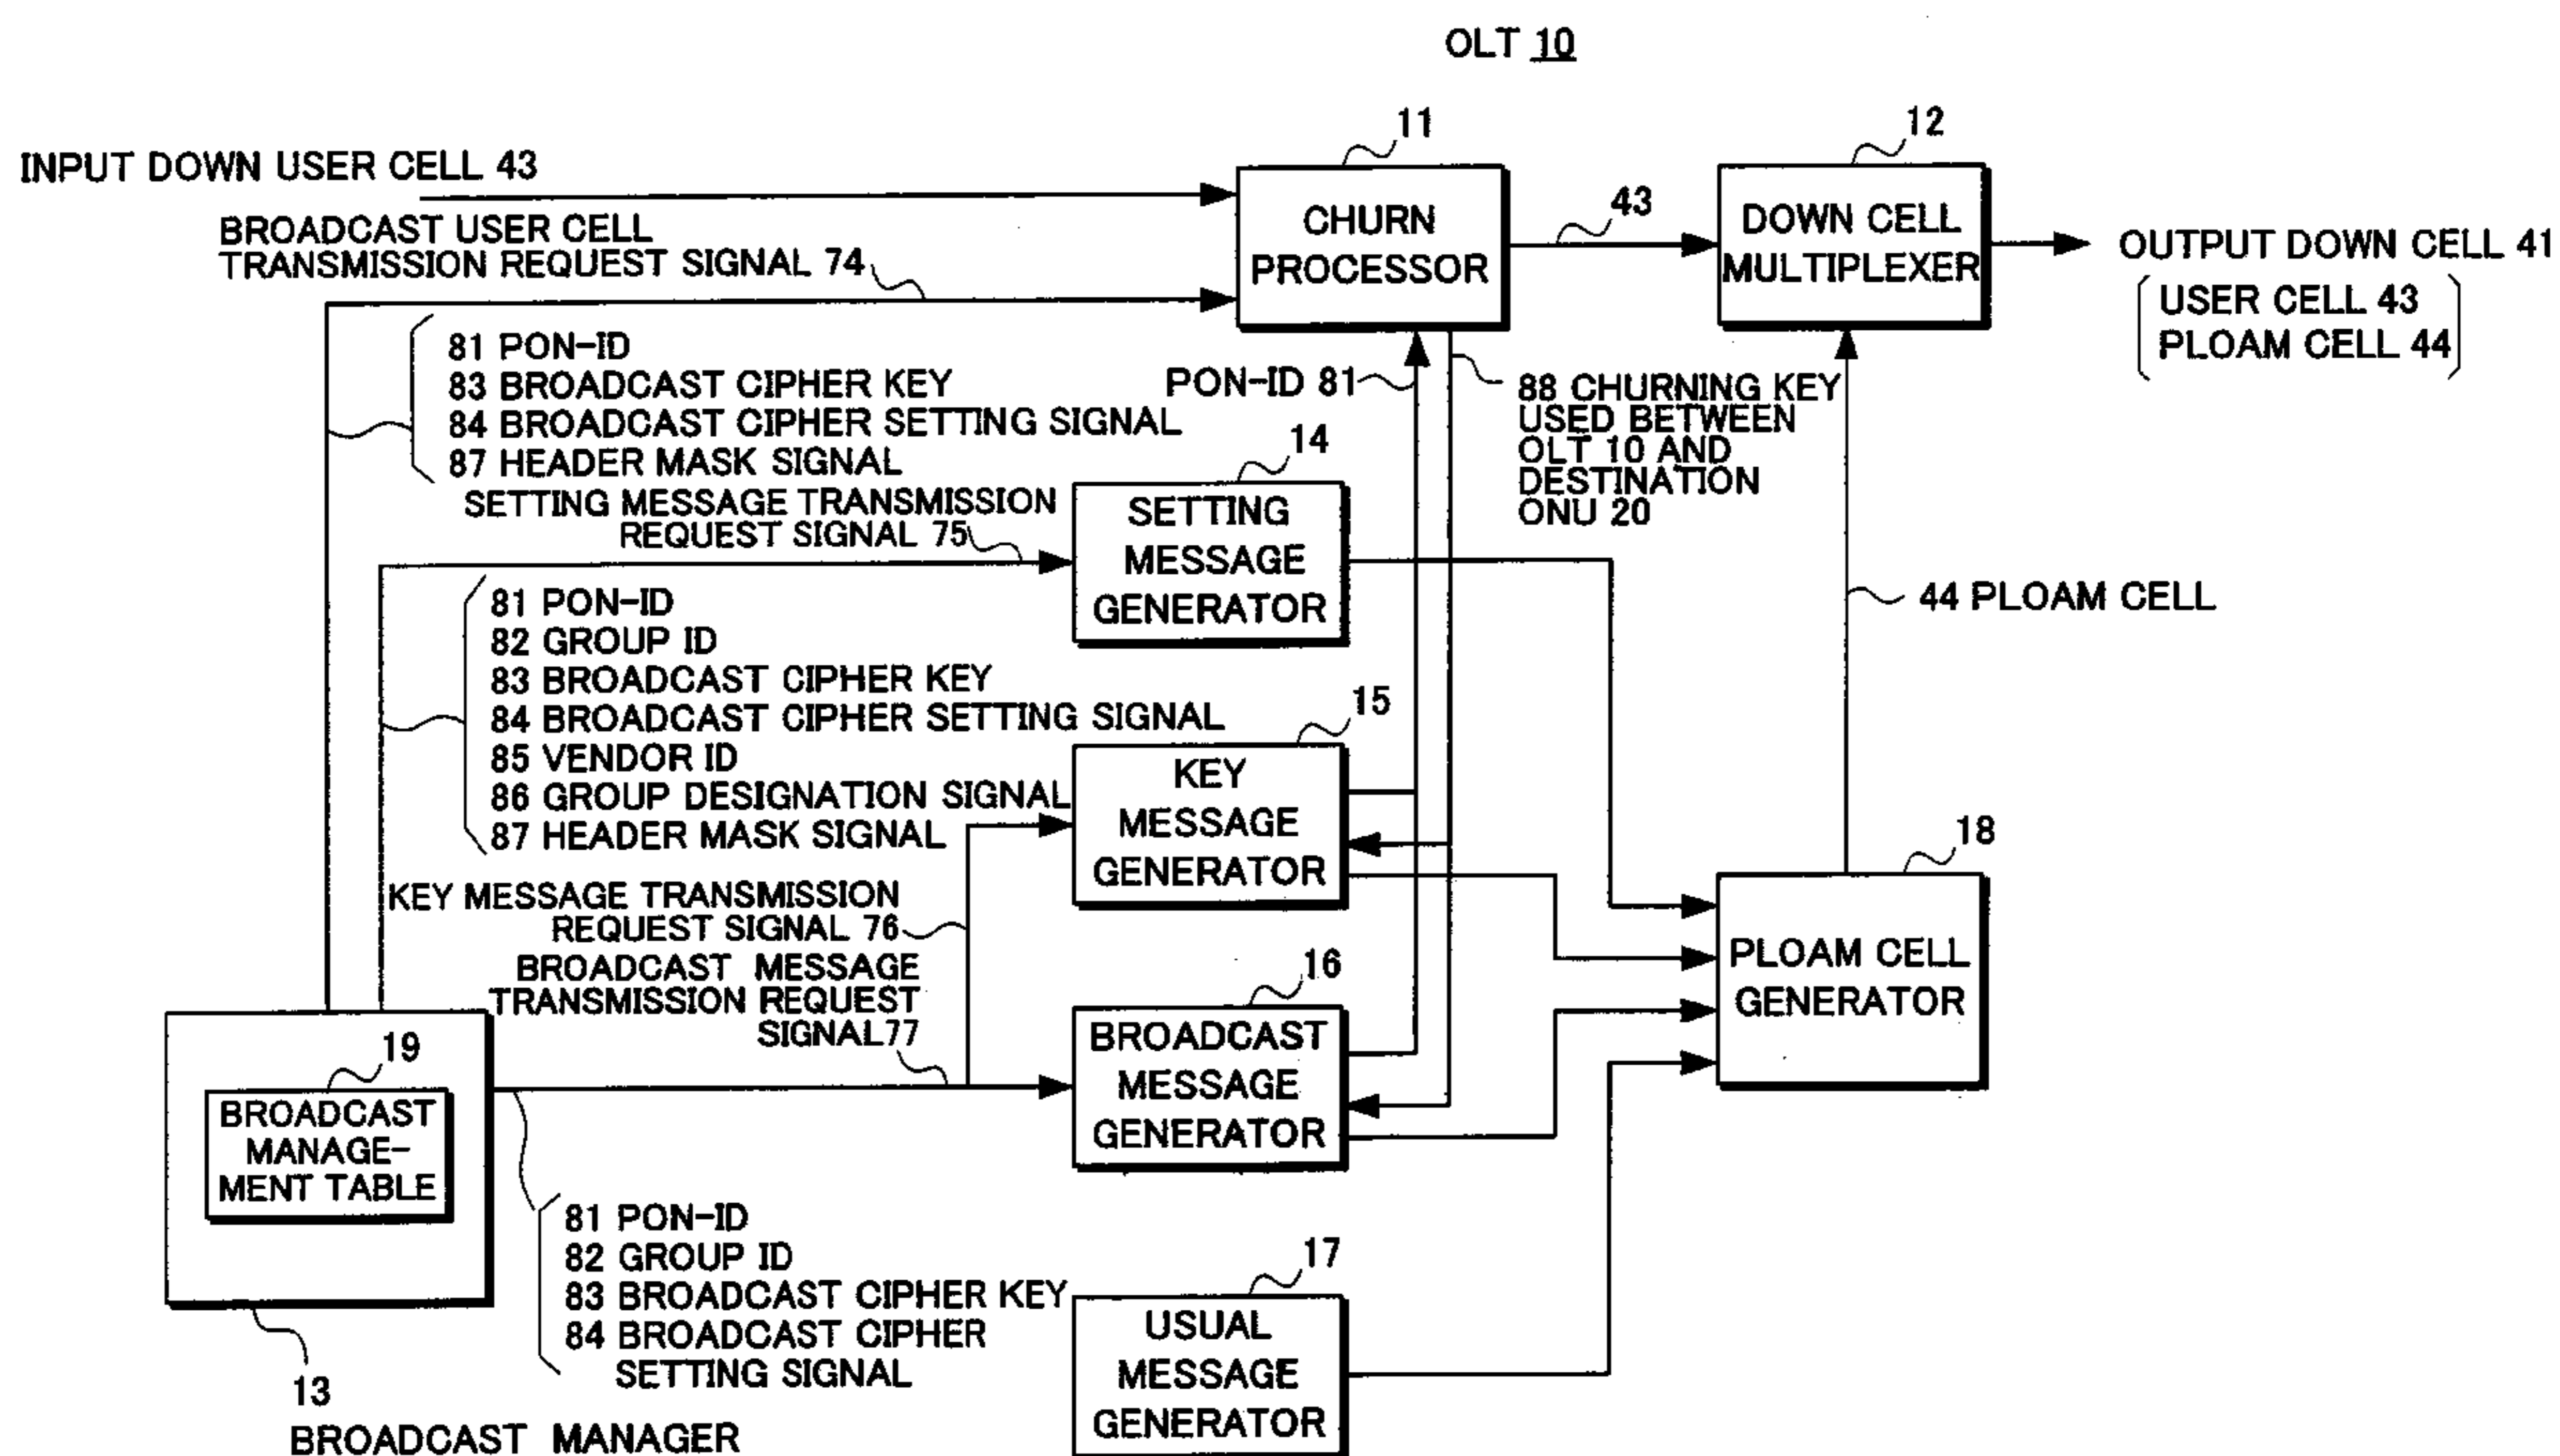 OLT 10
11
12
INPUT DOWN USER CELL 43
BROADCAST USER CELL
TRANSMISSION REQUEST SIGNAL 74
CHURN
PROCESSOR
43
DOWN CELL
MULTIPLEXER
OUTPUT DOWN CELL 41
USER CELL 43
PLOAM CELL 44
81 PON-ID
83 BROADCAST CIPHER KEY
84 BROADCAST CIPHER SETTING SIGNAL
87 HEADER MASK SIGNAL
PON-ID 81
88 CHURNING KEY
USED BETWEEN
OLT 10 AND
DESTINATION
ONU 20
SETTING MESSAGE TRANSMISSION
REQUEST SIGNAL 75
14
SETTING
MESSAGE
GENERATOR
44 PLOAM CELL
81 PON-ID
82 GROUP ID
83 BROADCAST CIPHER KEY
84 BROADCAST CIPHER SETTING SIGNAL
85 VENDOR ID
86 GROUP DESIGNATION SIGNAL
87 HEADER MASK SIGNAL
15
KEY
MESSAGE
GENERATOR
KEY MESSAGE TRANSMISSION
REQUEST SIGNAL 76
BROADCAST MESSAGE
TRANSMISSION REQUEST
SIGNAL77
18
PLOAM CELL
GENERATOR
16
BROADCAST
MESSAGE
GENERATOR
19
BROADCAST
MANAGE-
MENT TABLE
81 PON-ID
82 GROUP ID
83 BROADCAST CIPHER KEY
84 BROADCAST CIPHER
SETTING SIGNAL
17
USUAL
MESSAGE
GENERATOR
13
BROADCAST MANAGER